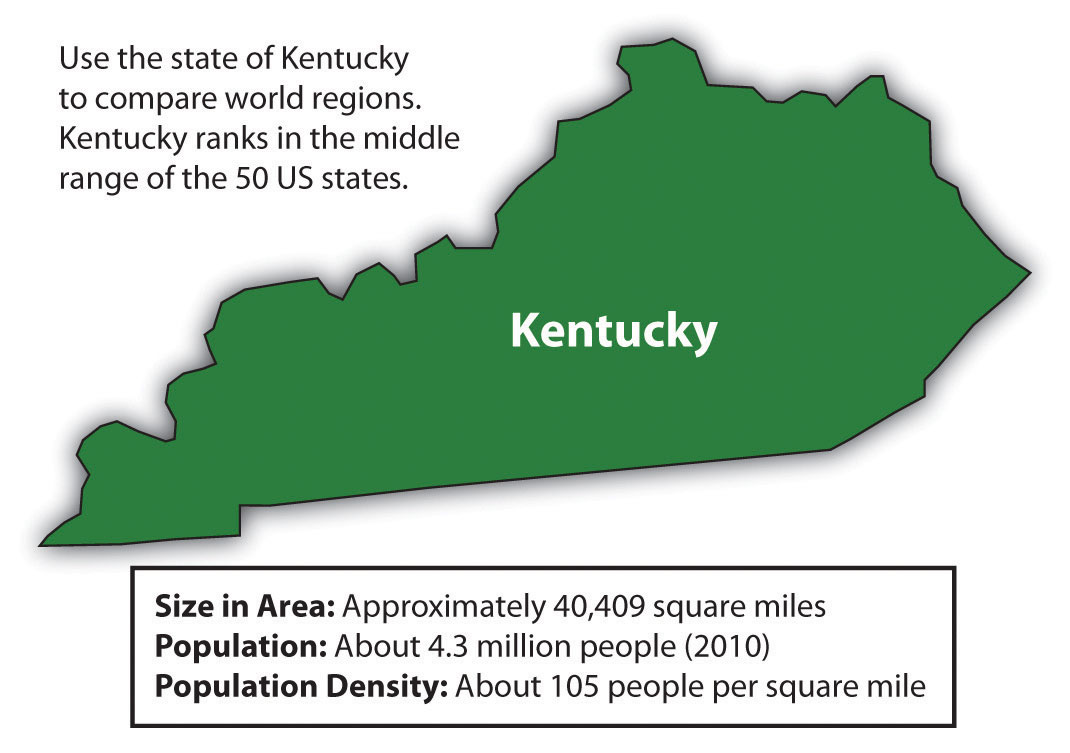 Use the state of Kentucky
to compare world regions.
Kentucky ranks in the middle
range of the 50 US states.
Kentucky
Size in Area: Approximately 40,409 square miles
Population: About 4.3 million people (2010)
Population Density: About 105 people per square mile